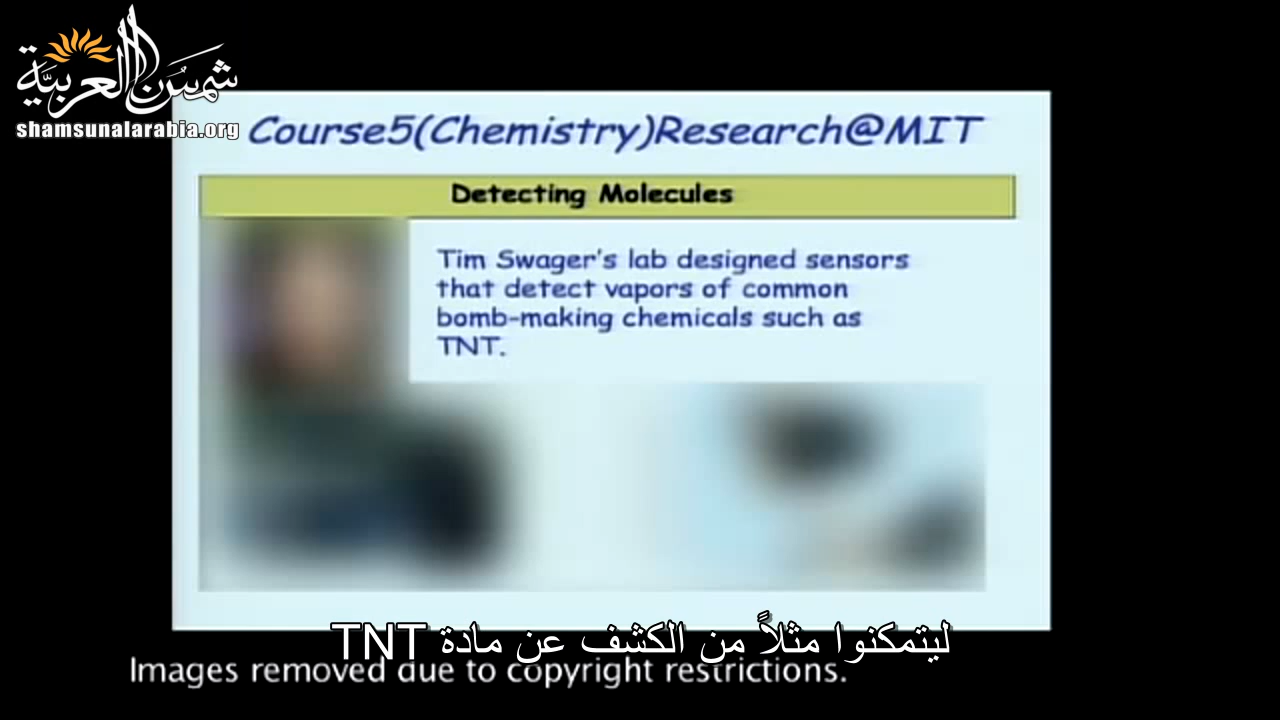 شمس العربية
shamsunalarabia.org
Course5(Chemistry)Research@MIT
Detecting Molecules
Tim Swager's lab designed sensors
that detect vapors of common
bomb-making chemicals such as
TNT.
ليتمكنوا مثلاً من الكشف عن مادة TNT
Images removed due to copyright restrictions.